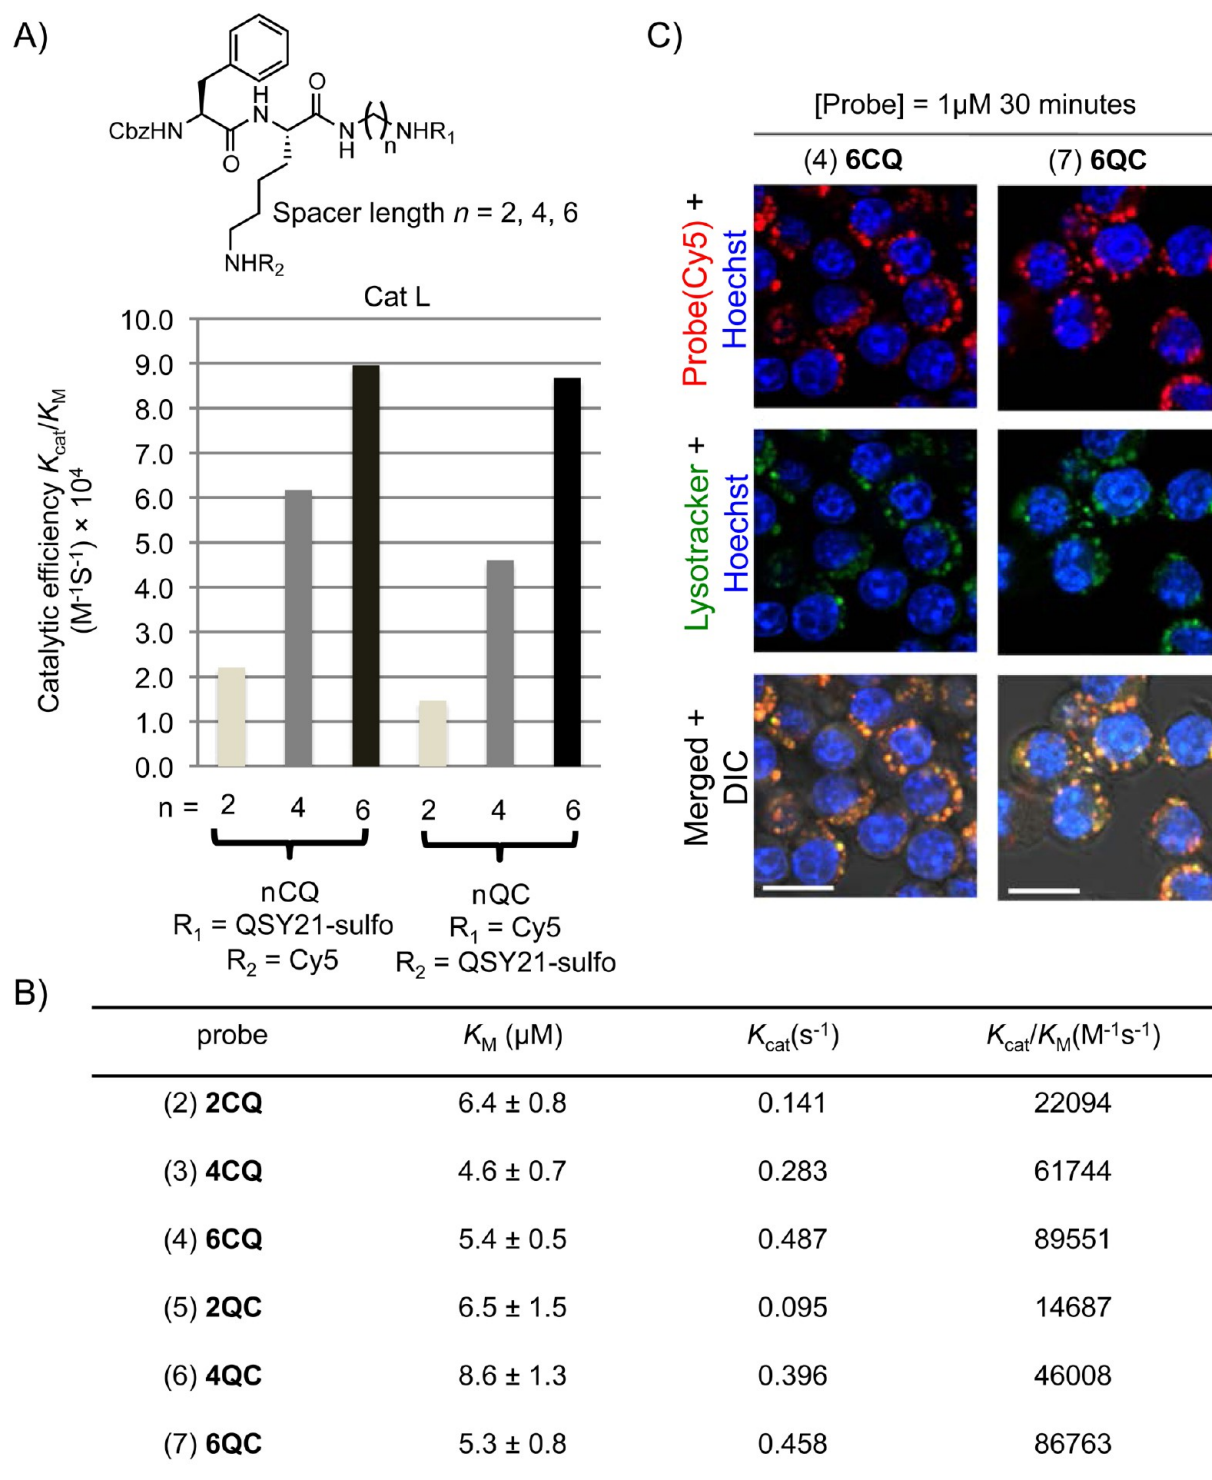 A)
CbzHN
O
H
N
O
N
H
n
NHR₁
Spacer length n = 2, 4, 6
NHR₂
Cat L
Catalytic efficiency Kcat/KM
(M⁻¹S⁻¹) × 10⁴
10.0
9.0
8.0
7.0
6.0
5.0
4.0
3.0
2.0
1.0
0.0
n = 2 4 6 2 4 6
nCQ
R₁ = QSY21-sulfo
R₂ = Cy5
nQC
R₁ = Cy5
R₂ = QSY21-sulfo
C)
[Probe] = 1µM 30 minutes
(4) 6CQ (7) 6QC
Probe(Cy5) +
Hoechst
Lysotracker +
Hoechst
Merged +
DIC
B)
probe KM (µM) Kcat(s⁻¹) Kcat/KM(M⁻¹s⁻¹)
(2) 2CQ 6.4 ± 0.8 0.141 22094
(3) 4CQ 4.6 ± 0.7 0.283 61744
(4) 6CQ 5.4 ± 0.5 0.487 89551
(5) 2QC 6.5 ± 1.5 0.095 14687
(6) 4QC 8.6 ± 1.3 0.396 46008
(7) 6QC 5.3 ± 0.8 0.458 86763